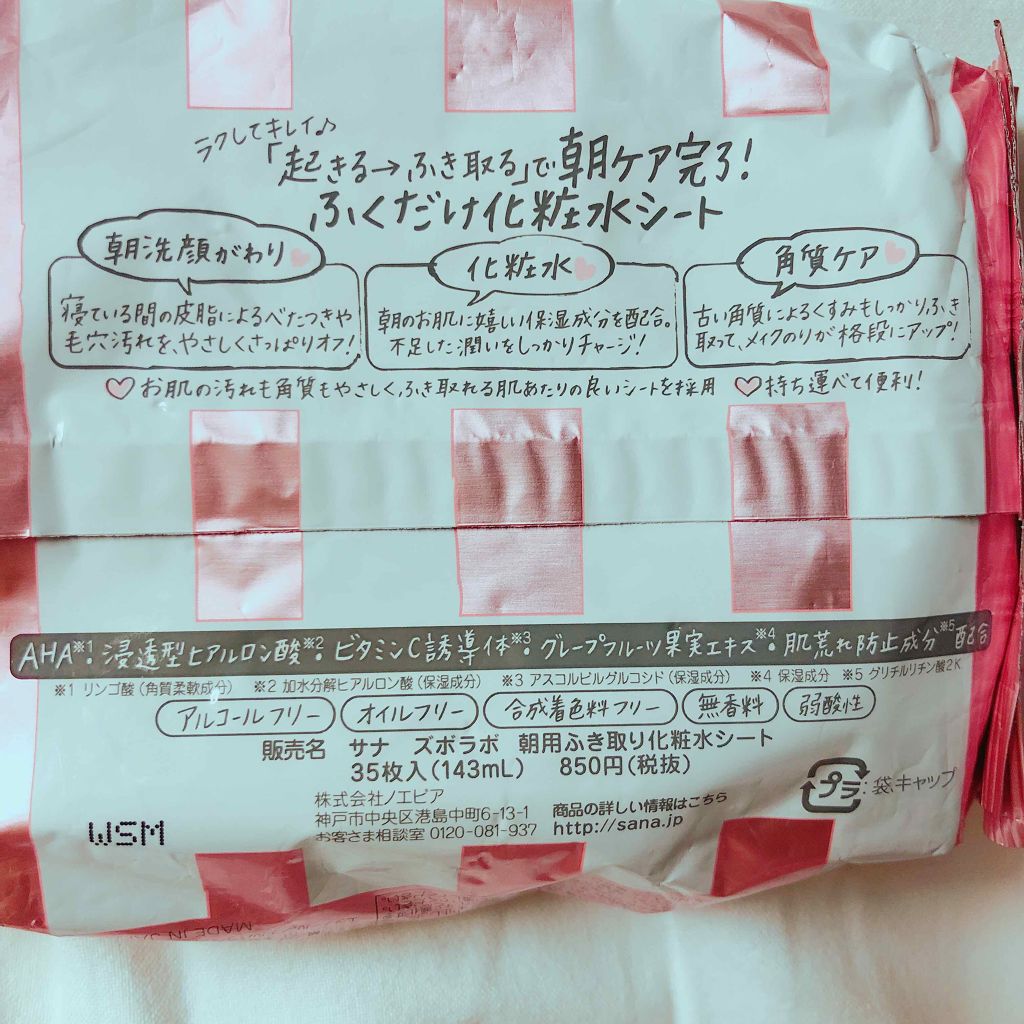 ラクしてキレイ♪
「起きる→ふき取る」で朝ケア完了!
ふくだけ化粧水シート
朝洗顔がわり
寝ている間の皮脂によるべたつきや
毛穴汚れを、やさしくさっぱりオフ!
化粧水
朝のお肌に嬉しい保湿成分を配合。
不足した潤いをしっかりチャージ!
角質ケア
古い角質によるくすみもしっかりふき
取って、メイクのりが格段にアップ!
♡お肌の汚れも角質もやさしくふき取れる肌あたりの良いシートを採用 ♡持ち運べて便利!
AHA※1・浸透型ヒアルロン酸※2・ビタミンC誘導体※3・グレープフルーツ果実エキス※4・肌荒れ防止成分※5配合
※1 リンゴ酸(角質柔軟成分) ※2 加水分解ヒアルロン酸(保湿成分) ※3 アスコルビルグルコシド(保湿成分) ※4 保湿成分 ※5 グリチルリチン酸2K
アルコールフリー オイルフリー 合成着色料フリー 無香料 弱酸性
販売名 サナ ズボラボ 朝用ふき取り化粧水シート
35枚入(143mL) 850円(税抜)
プラ:袋、キャップ
株式会社ノエビア
神戸市中央区港島中町6-13-1
お客さま相談室 0120-081-937
商品の詳しい情報はこちら
http://sana.jp
WSM
MADE IN